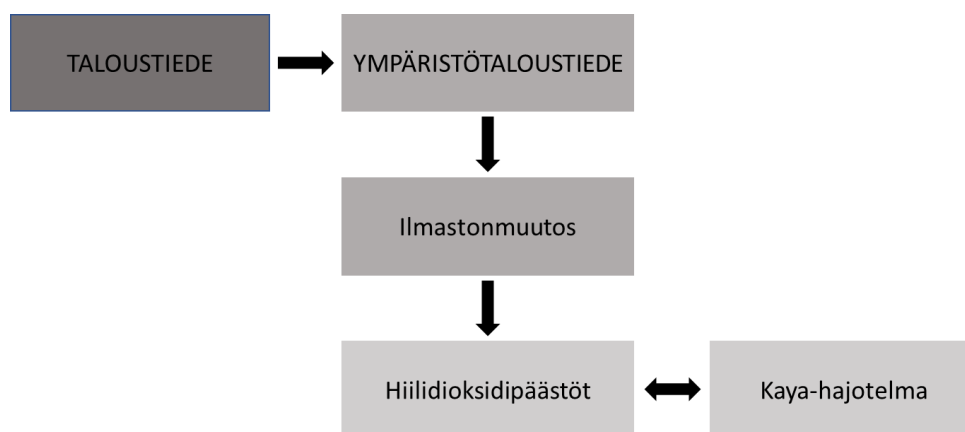 TALOUSTIEDE
YMPÄRISTÖTALOUSTIEDE
Ilmastonmuutos
Hiilidioksidipäästöt
Kaya-hajotelma